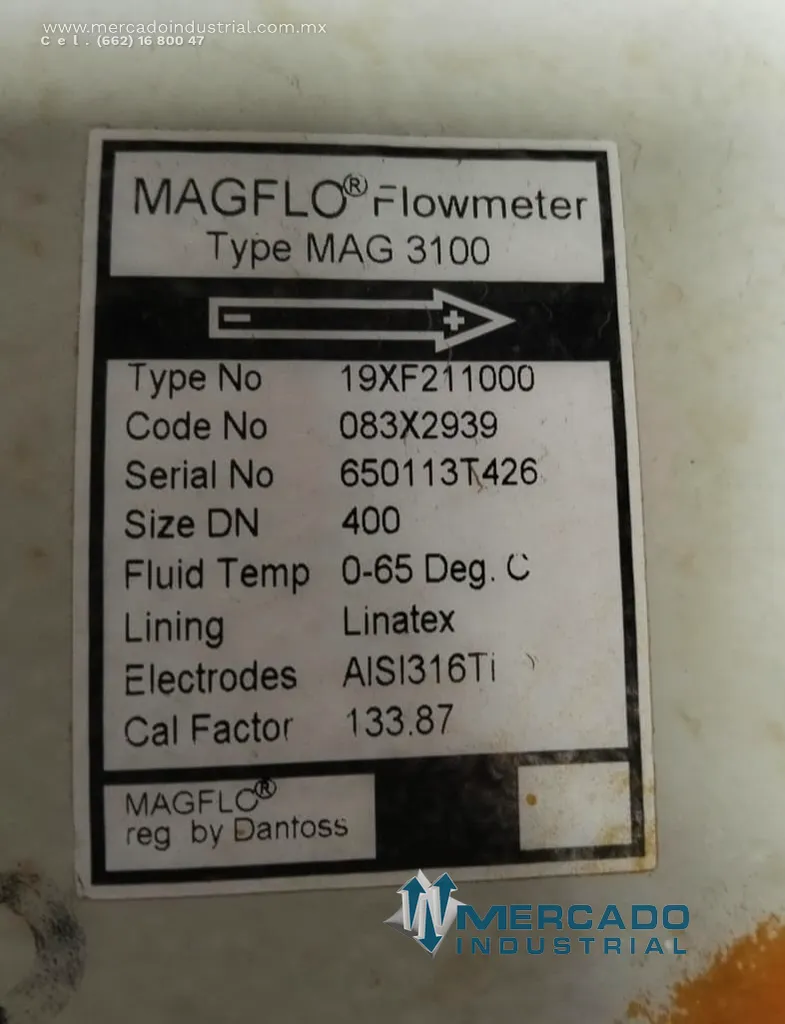 www.mercadoindustrial.com.mx
Cel. (662) 16 800 47
MAGFLO® Flowmeter
Type MAG 3100
- +
Type No 19XF211000
Code No 083X2939
Serial No 650113T426
Size DN 400
Fluid Temp 0-65 Deg. C
Lining Linatex
Electrodes AISI316Ti
Cal Factor 133.87
MAGFLO®
reg by Danfoss
MERCADO
INDUSTRIAL